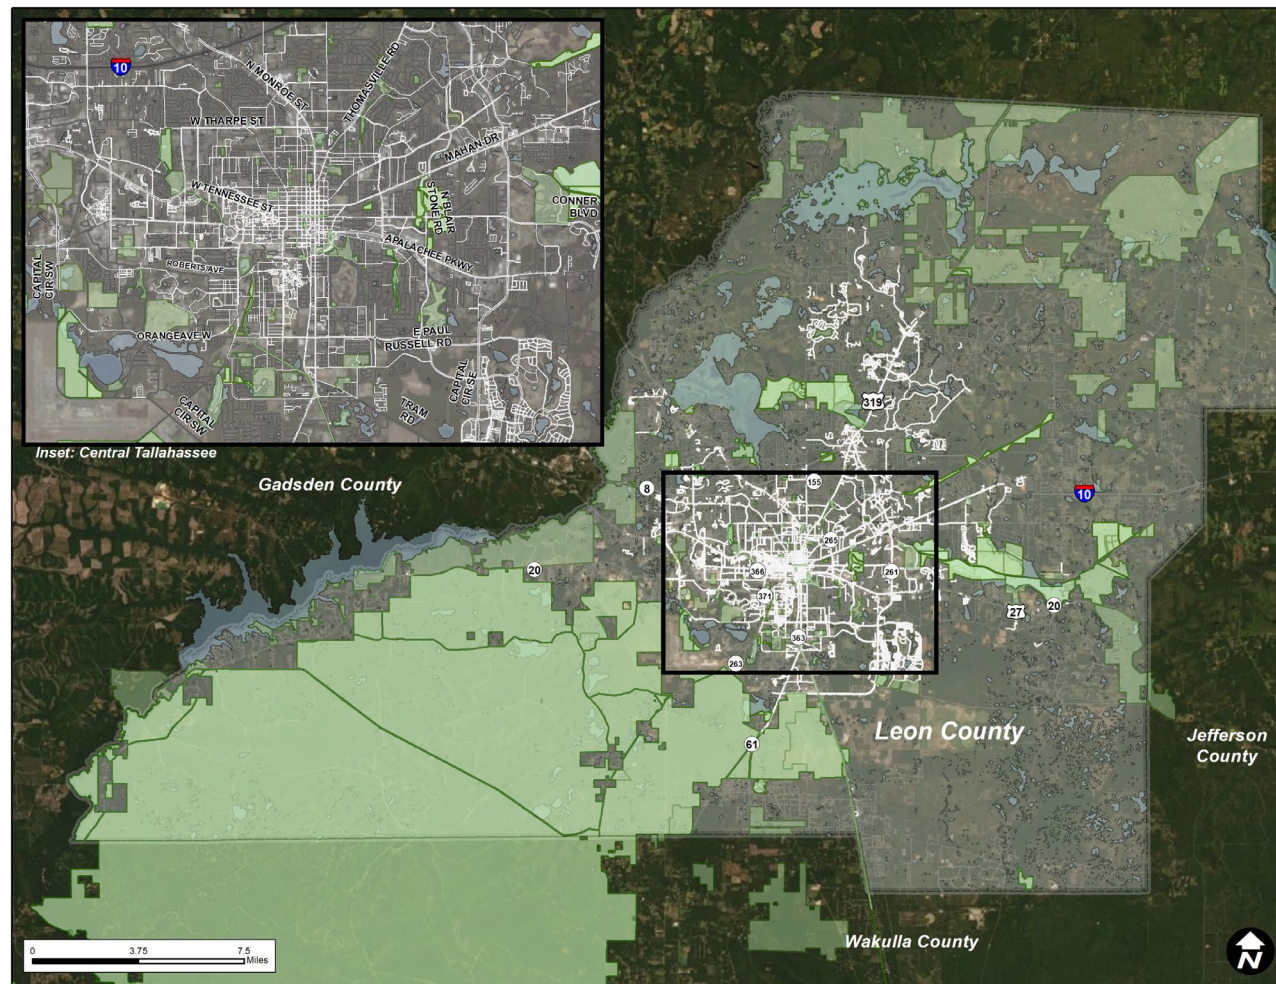 10
N MONROE ST
THOMASVILLE RD
W THARPE ST
MAHAN DR
W TENNESSEE ST
N BLAIR
STONE RD
CONNER
BLVD
APALACHEE PKWY
ROBERTS AVE
CAPITAL
CIR SW
ORANGEAVE W
E PAUL
RUSSELL RD
CAPITAL
CIR SE
CAPITAL
CIR SW
TRAM
RD
Inset: Central Tallahassee
Gadsden County
319
155
8
10
265
20
366
261
371
27
20
363
263
61
Leon County
Jefferson
County
Wakulla County
0 3.75 7.5
Miles
N